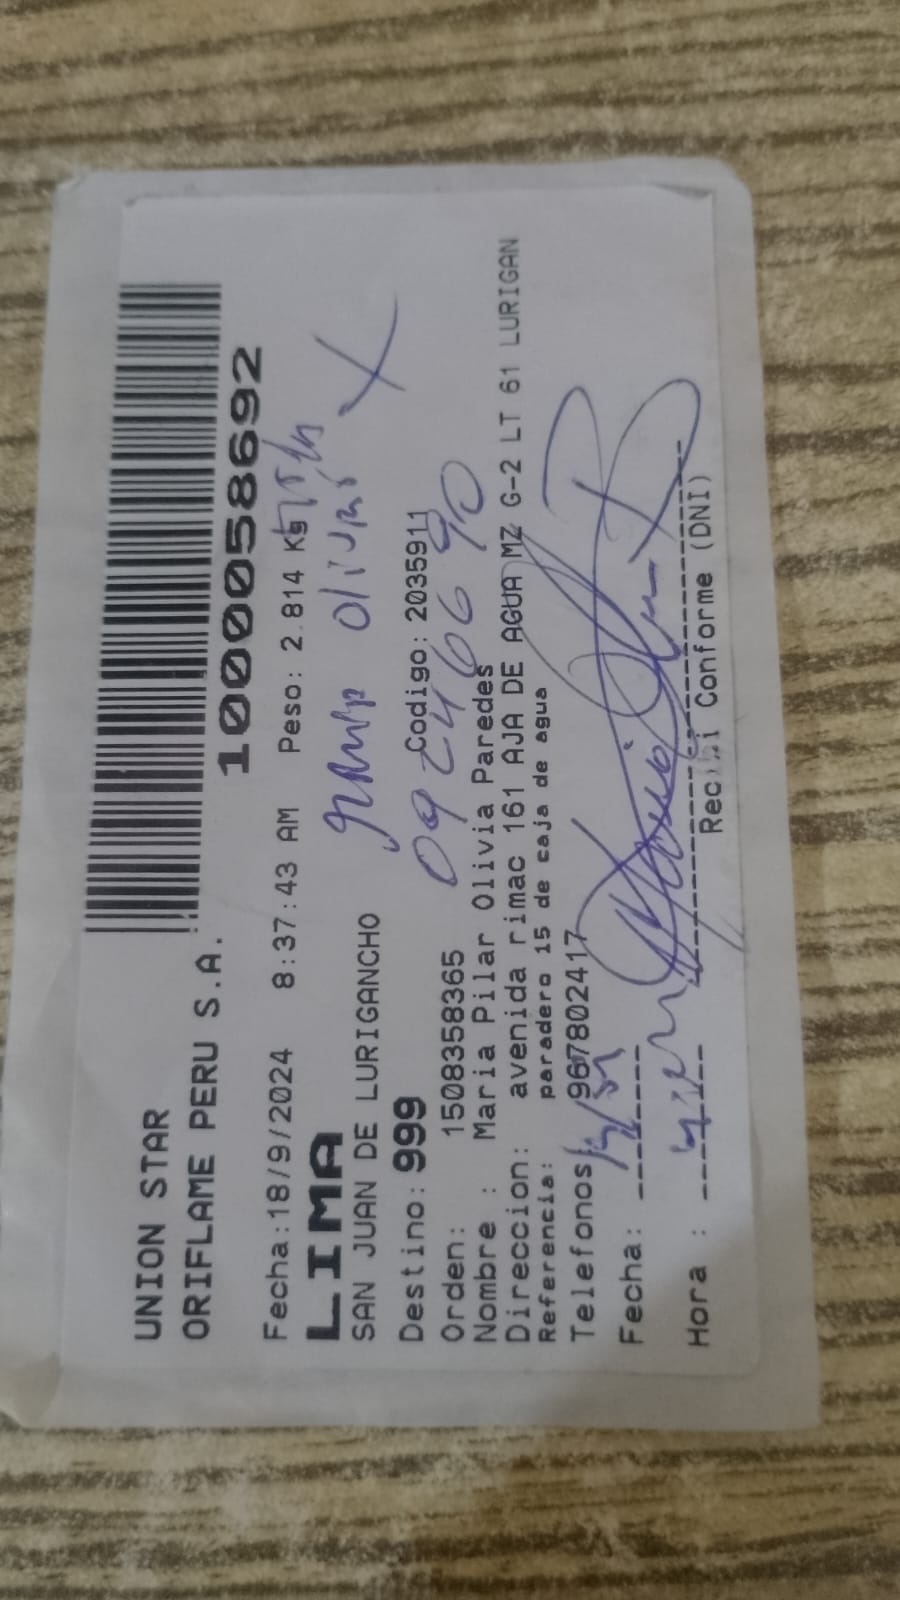 UNION STAR
ORIFLAME PERU S.A.
100058692
Fecha:18/9/2024 8:37:43 AM Peso: 2.814 Kg
LIMA
SAN JUAN DE LURIGANCHO
Destino: 999 Codigo: 2035911
Orden: 1508358365
Nombre : Maria Pilar Olivia Paredes
Direccion: avenida rimac 161 AJA DE AGUA MZ G-2 LT 61 LURIGAN
Referencia: paradero 15 de caja de agua
Telefonos: 967802417
Fecha:
Hora :
Recibi Conforme (DNI)